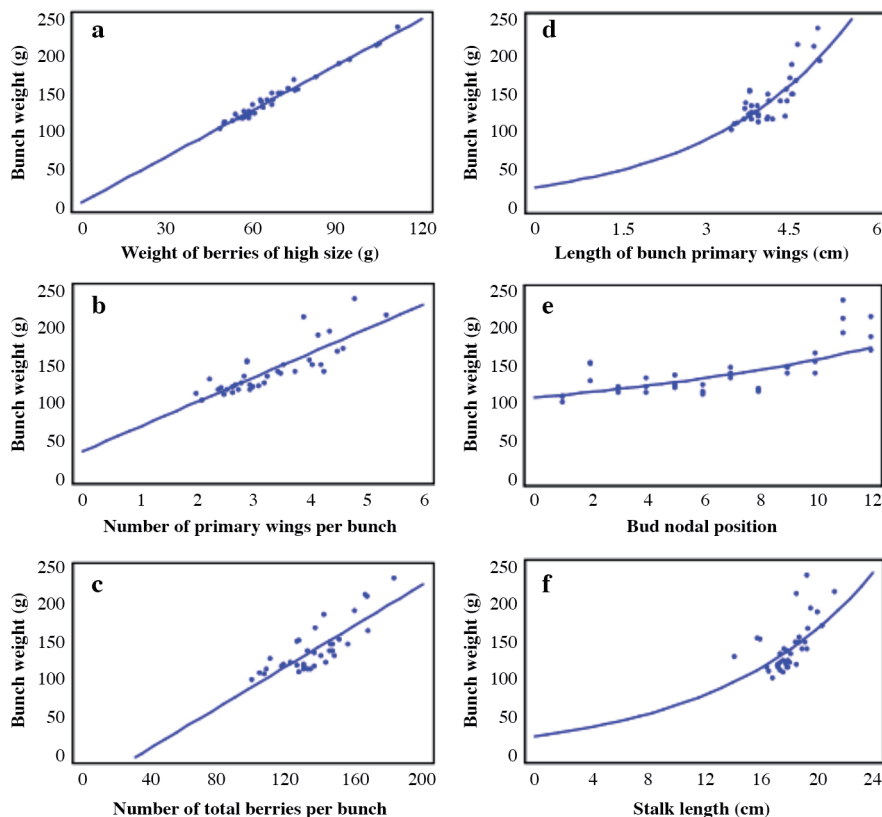 a
Bunch weight (g)
250
200
150
100
50
0
0 30 60 90 120
Weight of berries of high size (g)
d
Bunch weight (g)
250
200
150
100
50
0
0 1.5 3 4.5 6
Length of bunch primary wings (cm)
b
Bunch weight (g)
250
200
150
100
50
0
0 1 2 3 4 5 6
Number of primary wings per bunch
e
Bunch weight (g)
250
200
150
100
50
0
0 2 4 6 8 10 12
Bud nodal position
c
Bunch weight (g)
250
200
150
100
50
0
0 40 80 120 160 200
Number of total berries per bunch
f
Bunch weight (g)
250
200
150
100
50
0
0 4 8 12 16 20 24
Stalk length (cm)